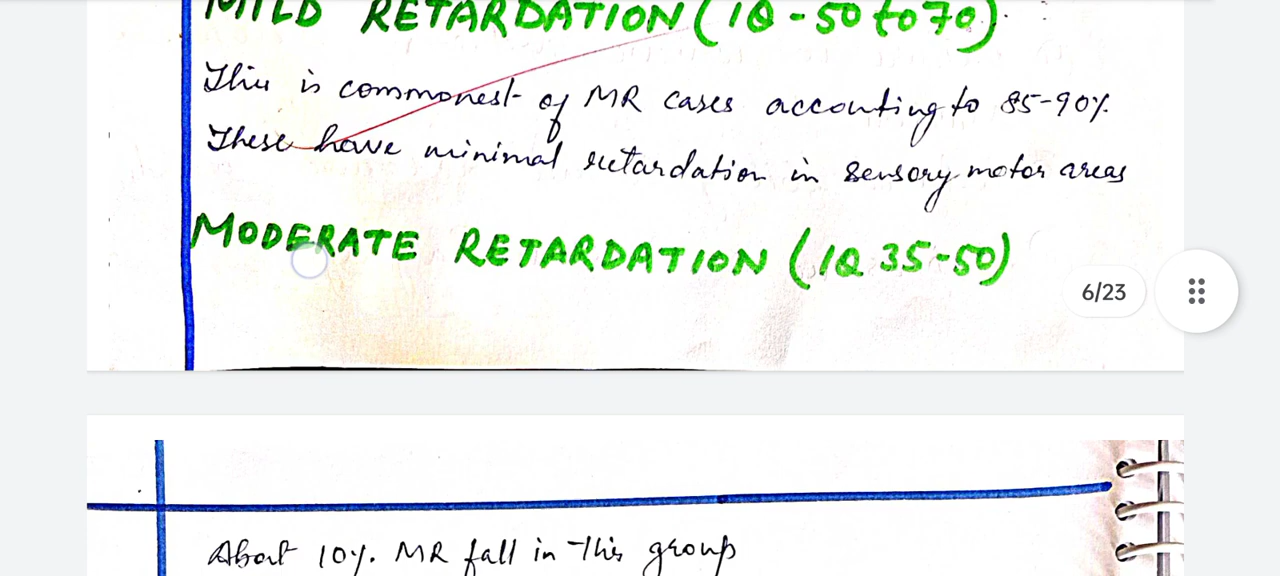 MILD RETARDATION (IQ - 50 to 70)
This is commonest of MR cases accounting to 85-90%.
These have minimal retardation in sensory motor areas
MODERATE RETARDATION (IQ 35-50)
6/23
About 10%. MR fall in This group